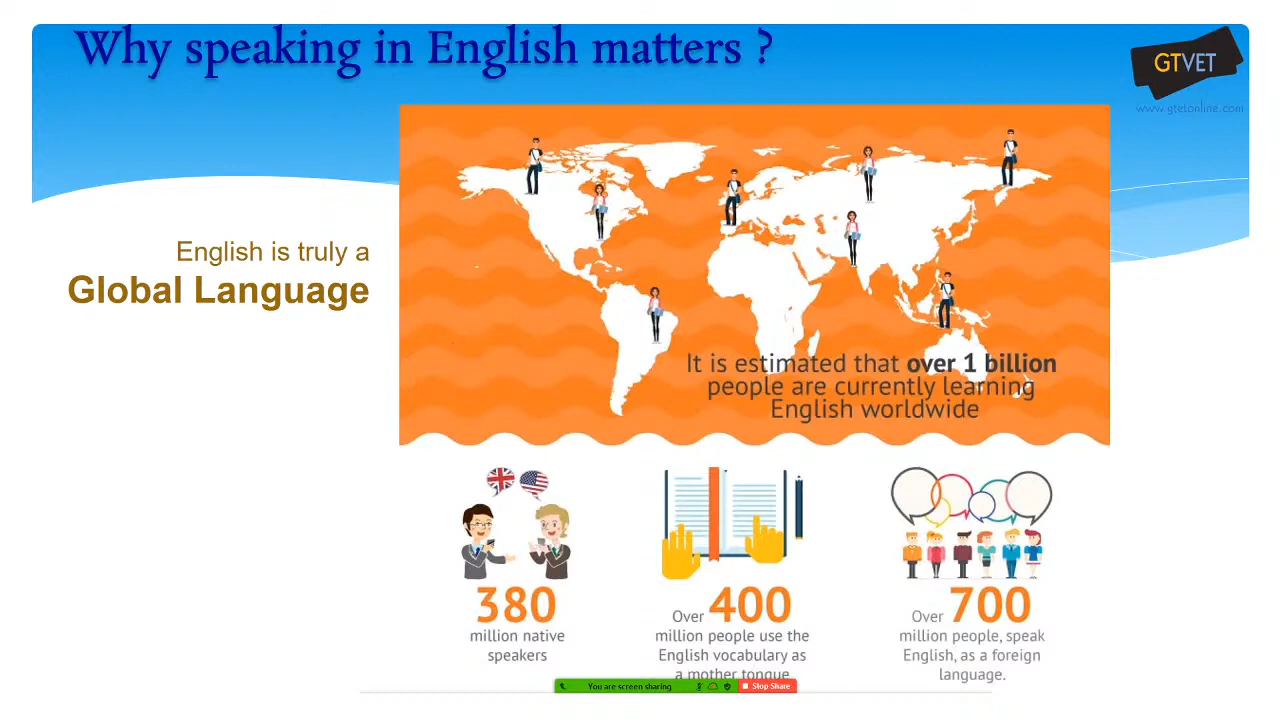 Why speaking in English matters ?
GTVET
www.gtetonline.com
English is truly a
Global Language
It is estimated that over 1 billion
people are currently learning
English worldwide
380
million native
speakers
Over 400
million people use the
English vocabulary as
a mother tongue
Over 700
million people, speak
English, as a foreign
language.
You are screen sharing
Stop Share